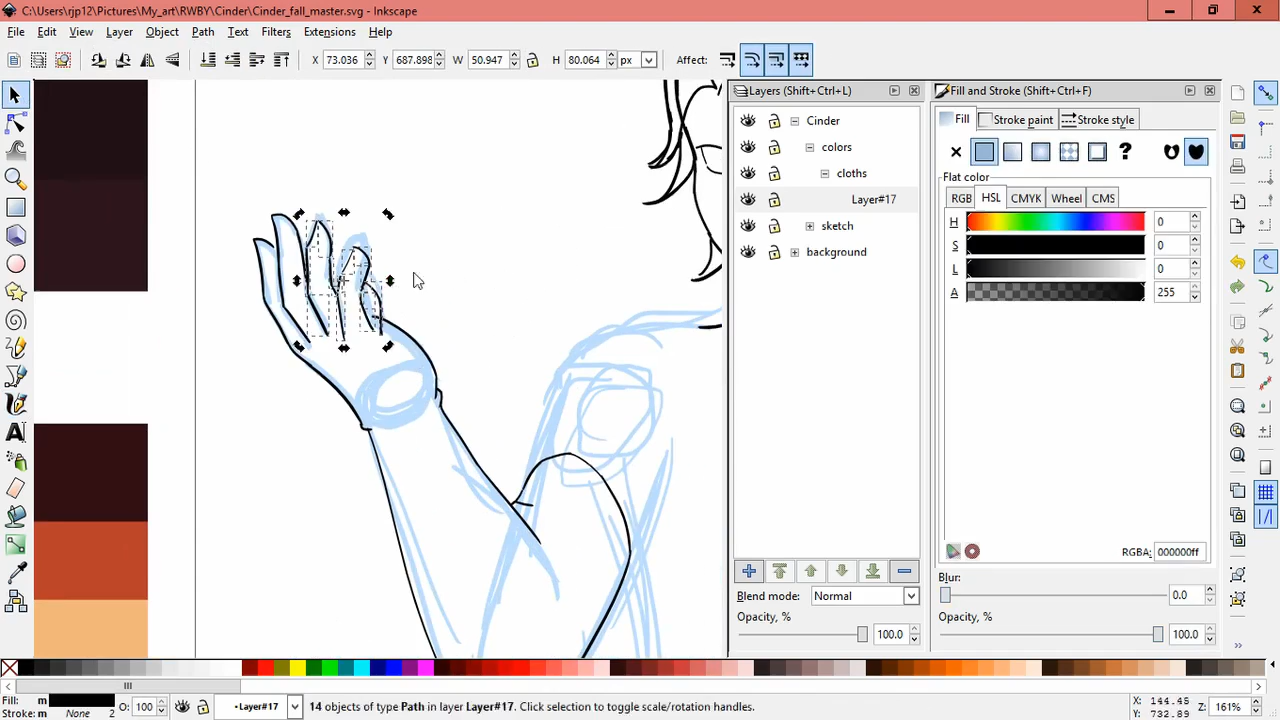 C:\Users\rjp12\Pictures\My_art\RWBY\Cinder\Cinder_fall_master.svg - Inkscape
File Edit View Layer Object Path Text Filters Extensions Help
X 73.036 Y 687.898 W 50.947 H 80.064 px Affect:
Layers (Shift+Ctrl+L)
Fill and Stroke (Shift+Ctrl+F)
Cinder
colors
cloths
Layer#17
sketch
background
Fill Stroke paint Stroke style
?
Flat color
RGB HSL CMYK Wheel CMS
H 0
S 0
L 0
A 255
RGBA: 000000ff
Blend mode: Normal
Opacity, %
100.0
Blur:
0.0
Opacity, %
100.0
Fill: m O: 100
Stroke: m None 2
•Layer#17
14 objects of type Path in layer Layer#17. Click selection to toggle scale/rotation handles.
X: 144.45
Y: 732.89
Z: 161%